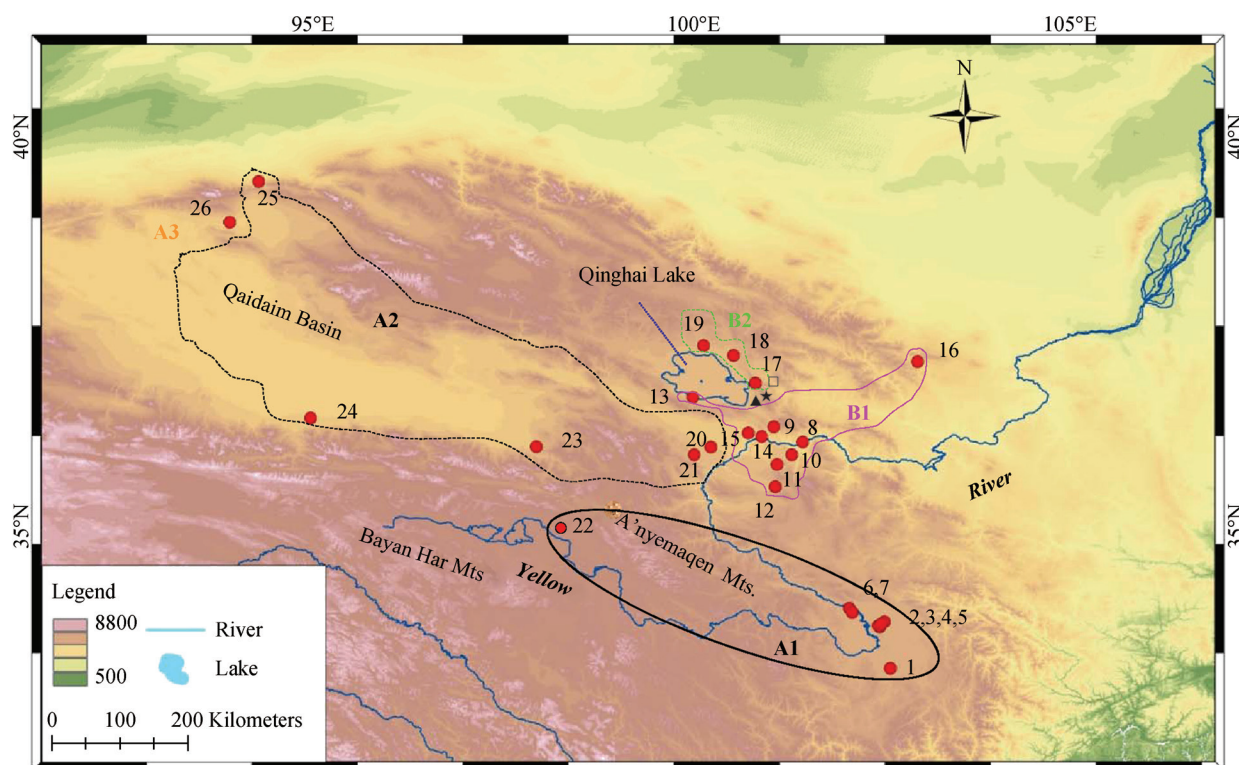 95°E 100°E 105°E
N
40°N 40°N
25
26
A3
Qinghai Lake
Qaidaim Basin
A2
19 B2
18
17
16
13
B1
24
9 8
23
20 15
14 10
21
11
12
River
35°N 35°N
22
A'nyemaqen Mts.
Bayan Har Mts
Yellow
6,7
2,3,4,5
A1
1
Legend
8800 River
500 Lake
0 100 200 Kilometers